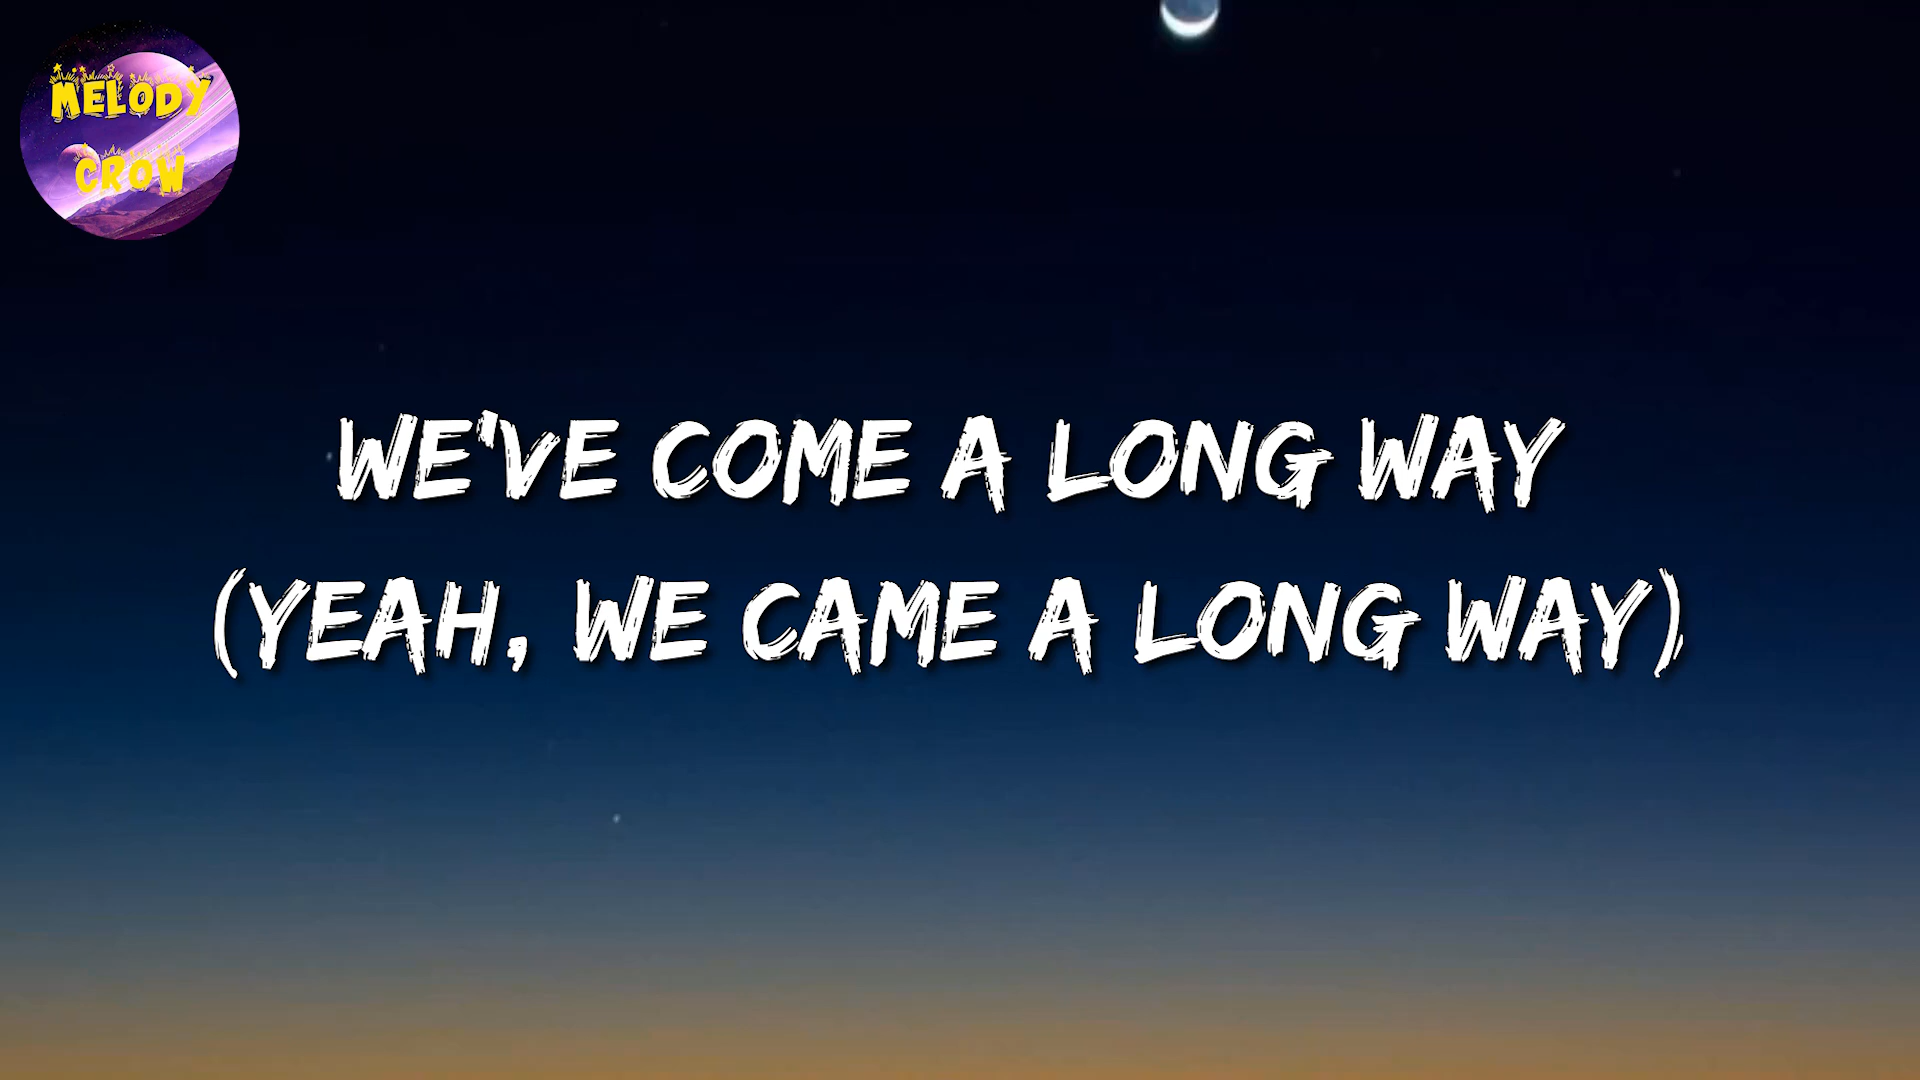 MELODY
CROW
WE'VE COME A LONG WAY
(YEAH, WE CAME A LONG WAY)